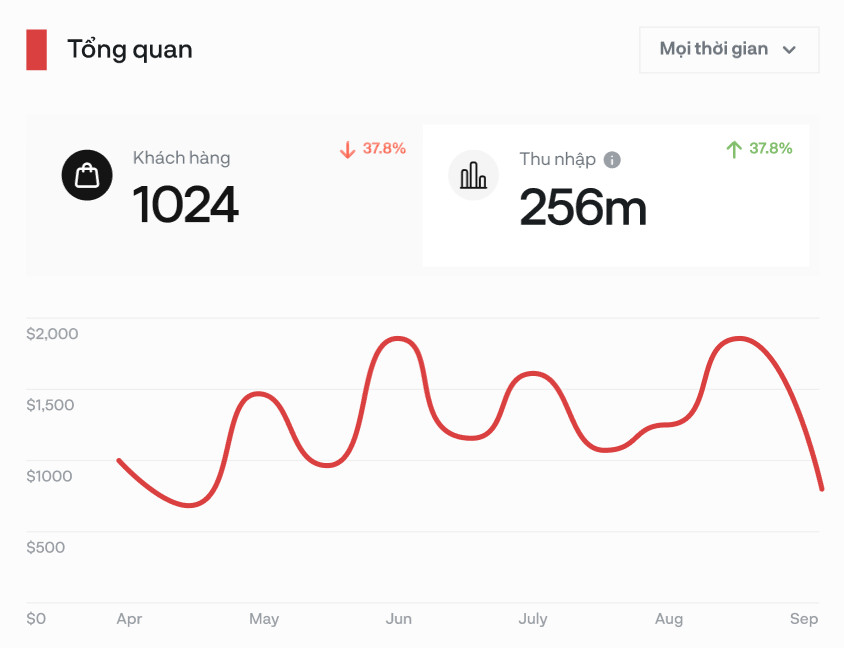 Tổng quan
Mọi thời gian
Khách hàng
37.8%
1024
Thu nhập
37.8%
256m
$2,000
$1,500
$1000
$500
$0
Apr May Jun July Aug Sep